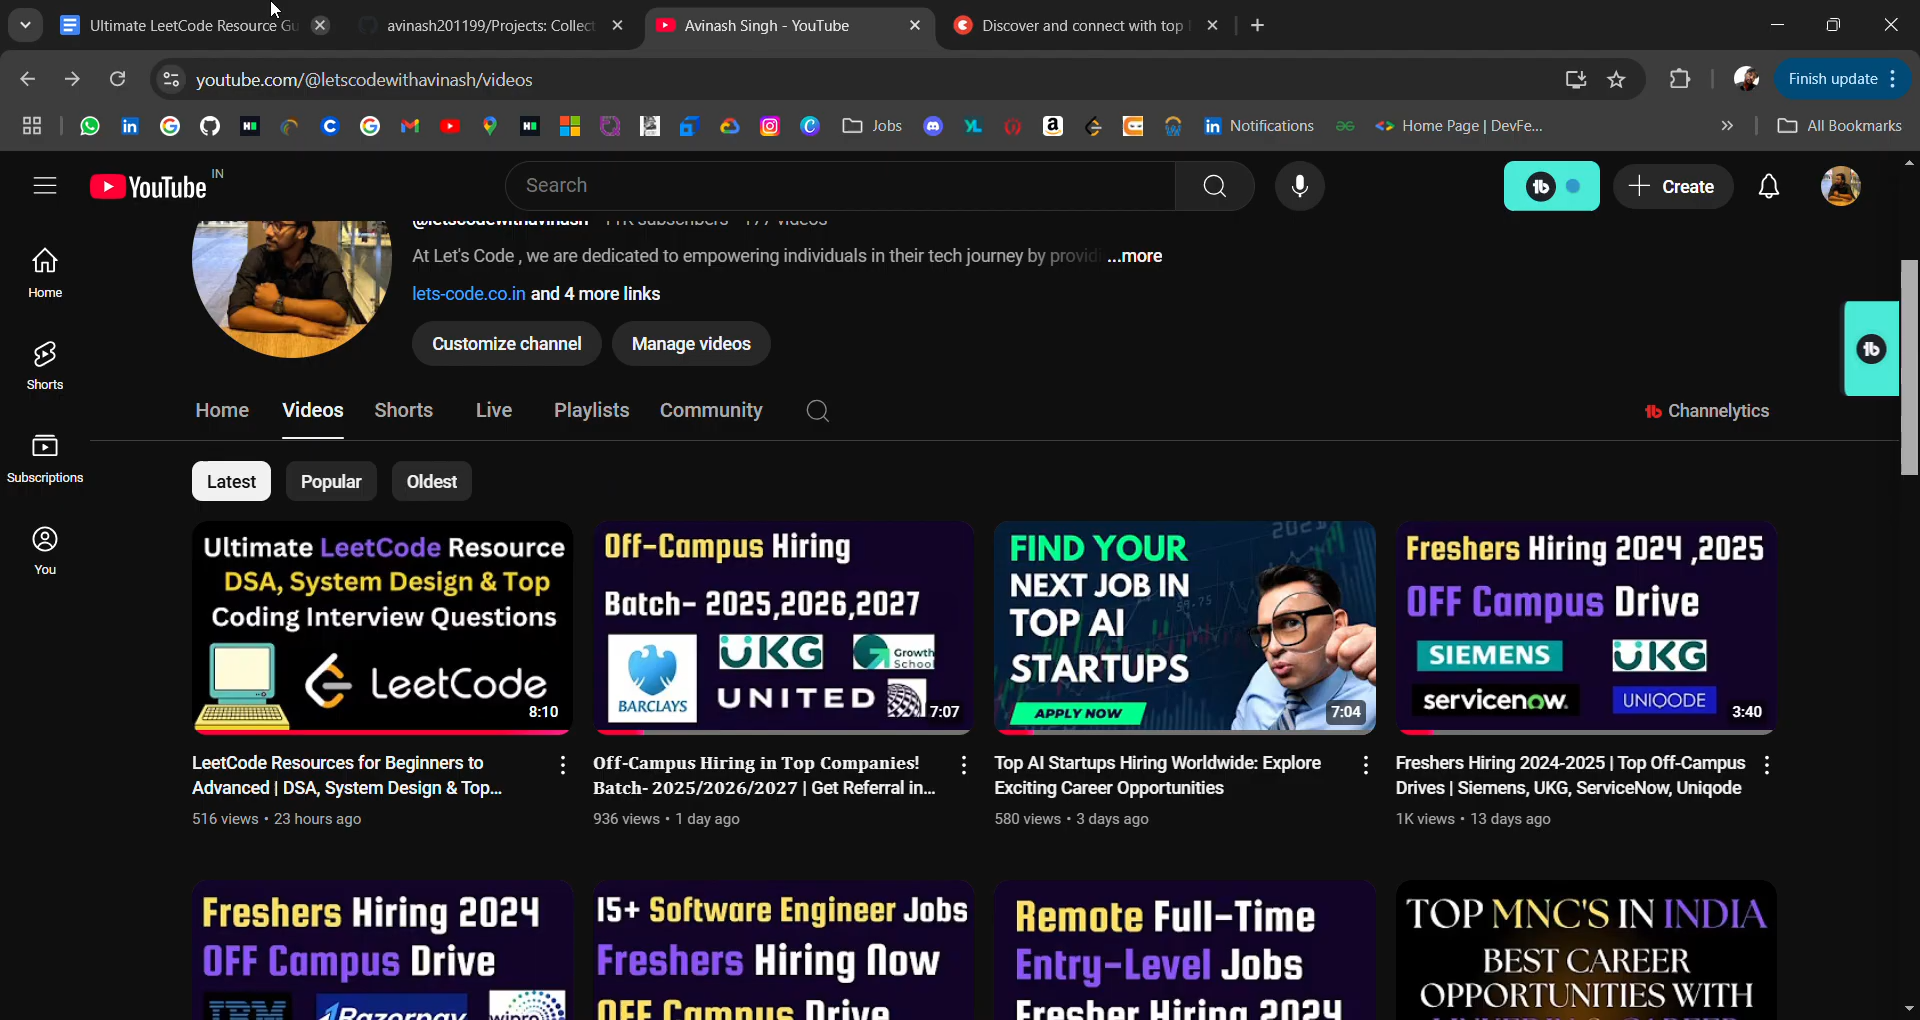 Ultimate LeetCode Resource Gu
avinash201199/Projects: Collect
Avinash Singh - YouTube
Discover and connect with top
youtube.com/@letscodewithavinash/videos
Finish update
Jobs
Notifications
Home Page | DevFe...
All Bookmarks
YouTube IN
Search
Create
At Let's Code , we are dedicated to empowering individuals in their tech journey by provid ...more
lets-code.co.in and 4 more links
Customize channel
Manage videos
Home
Shorts
Subscriptions
You
Home
Videos
Shorts
Live
Playlists
Community
Channelytics
Latest
Popular
Oldest
Ultimate LeetCode Resource
DSA, System Design & Top
Coding Interview Questions
LeetCode
8:10
LeetCode Resources for Beginners to
Advanced | DSA, System Design & Top...
516 views • 23 hours ago
Off-Campus Hiring
Batch- 2025,2026,2027
BARCLAYS
UKG
Growth
School
UNITED
7:07
Off-Campus Hiring in Top Companies!
Batch- 2025/2026/2027 | Get Referral in...
936 views • 1 day ago
FIND YOUR
NEXT JOB IN
TOP AI
STARTUPS
APPLY NOW
7:04
Top AI Startups Hiring Worldwide: Explore
Exciting Career Opportunities
580 views • 3 days ago
Freshers Hiring 2024 ,2025
OFF Campus Drive
SIEMENS
UKG
servicenow.
UNIQODE
3:40
Freshers Hiring 2024-2025 | Top Off-Campus
Drives | Siemens, UKG, ServiceNow, Uniqode
1K views • 13 days ago
Freshers Hiring 2024
OFF Campus Drive
IBM
Razorpay
wipro
15+ Software Engineer Jobs
Freshers Hiring Now
OFF Campus Drive
Remote Full-Time
Entry-Level Jobs
Fresher Hiring 2024
TOP MNC'S IN INDIA
BEST CAREER
OPPORTUNITIES WITH